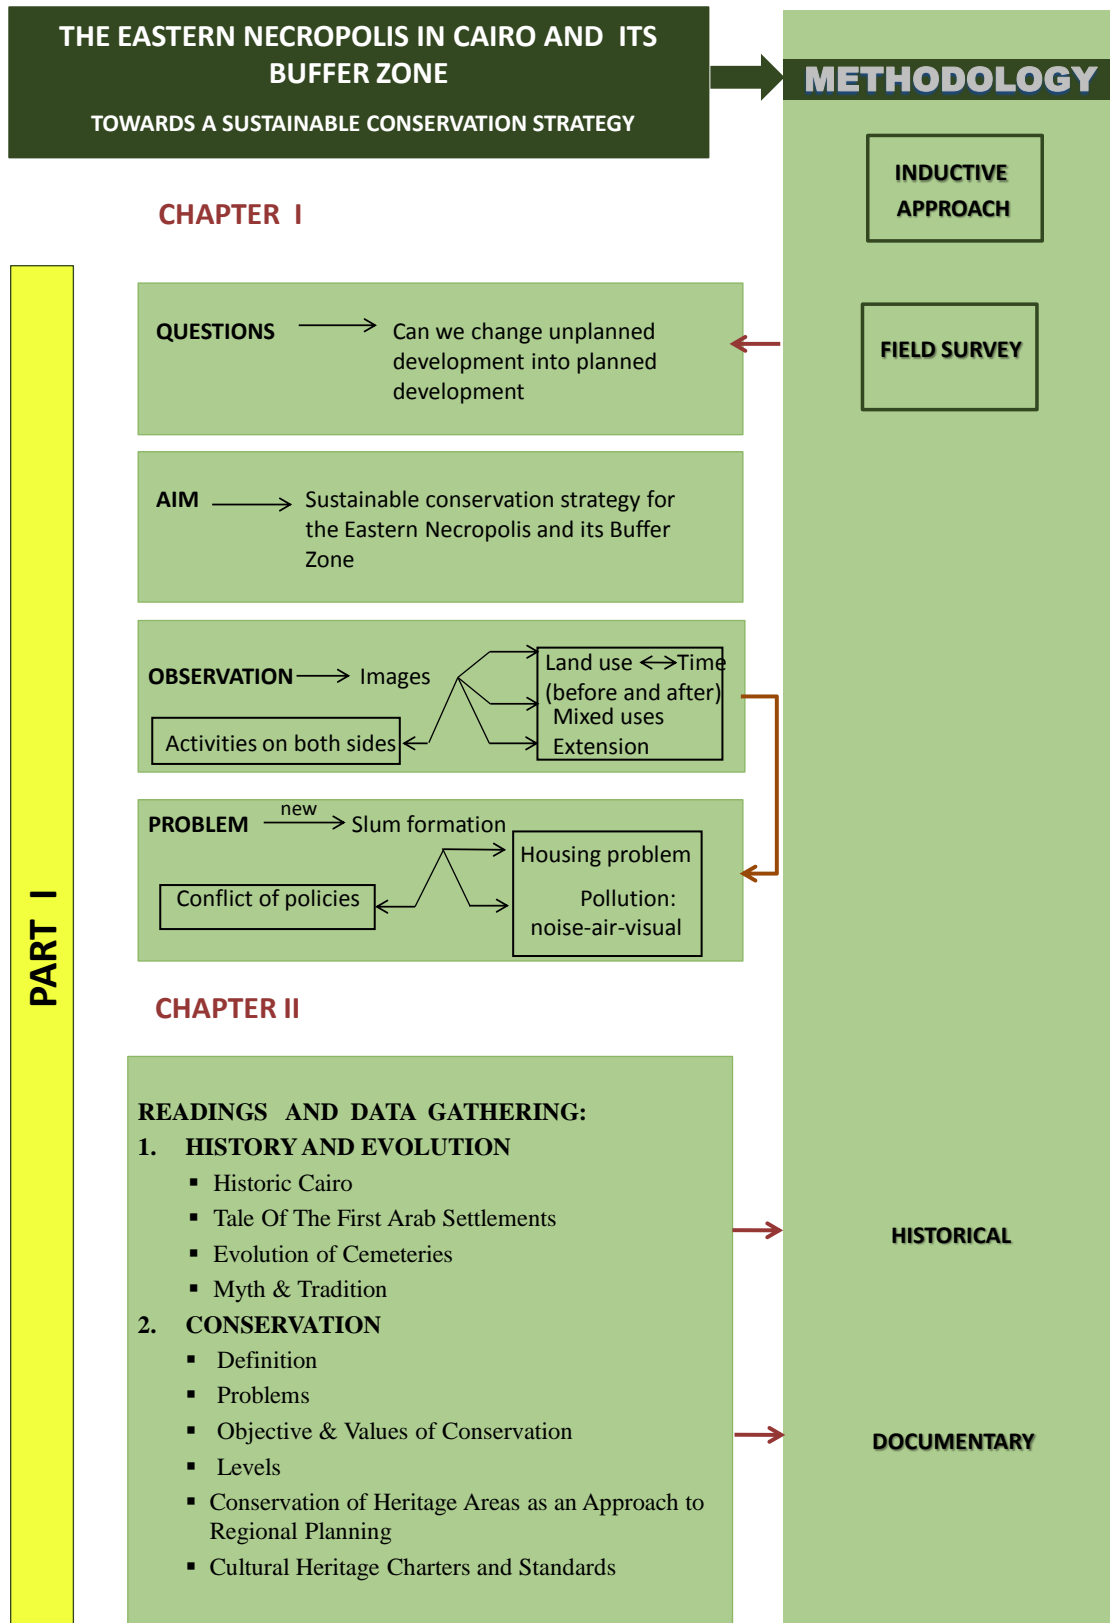 THE EASTERN NECROPOLIS IN CAIRO AND ITS
BUFFER ZONE
TOWARDS A SUSTAINABLE CONSERVATION STRATEGY
METHODOLOGY
INDUCTIVE
APPROACH
CHAPTER I
QUESTIONS
Can we change unplanned
development into planned
development
FIELD SURVEY
AIM
Sustainable conservation strategy for
the Eastern Necropolis and its Buffer
Zone
OBSERVATION
Images
Land use
Time
(before and after)
Mixed uses
Extension
Activities on both sides
PROBLEM
new
Slum formation
Housing problem
Pollution:
noise-air-visual
Conflict of policies
PART I
CHAPTER II
READINGS AND DATA GATHERING:
1. HISTORY AND EVOLUTION
▪ Historic Cairo
▪ Tale Of The First Arab Settlements
▪ Evolution of Cemeteries
▪ Myth & Tradition
HISTORICAL
2. CONSERVATION
▪ Definition
▪ Problems
▪ Objective & Values of Conservation
▪ Levels
▪ Conservation of Heritage Areas as an Approach to
Regional Planning
▪ Cultural Heritage Charters and Standards
DOCUMENTARY